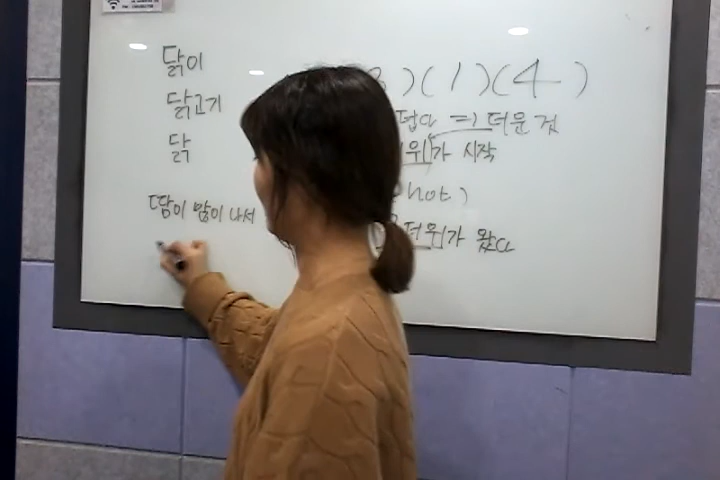 닭이
닭고기
닭
땀이 많이 나서
)(1)(4)
덥다 ⇒ 더운 것
위가 시작
hot)
더위가 왔다